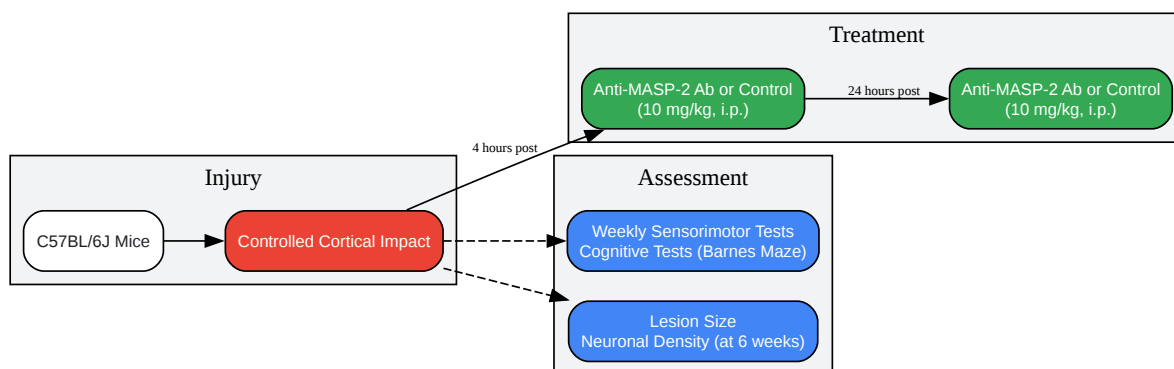 Treatment
Anti-MASP-2 Ab or Control
(10 mg/kg, i.p.)
24 hours post
Anti-MASP-2 Ab or Control
(10 mg/kg, i.p.)
4 hours post
Injury
C57BL/6J Mice
Controlled Cortical Impact
Assessment
Weekly Sensorimotor Tests
Cognitive Tests (Barnes Maze)
Lesion Size
Neuronal Density (at 6 weeks)